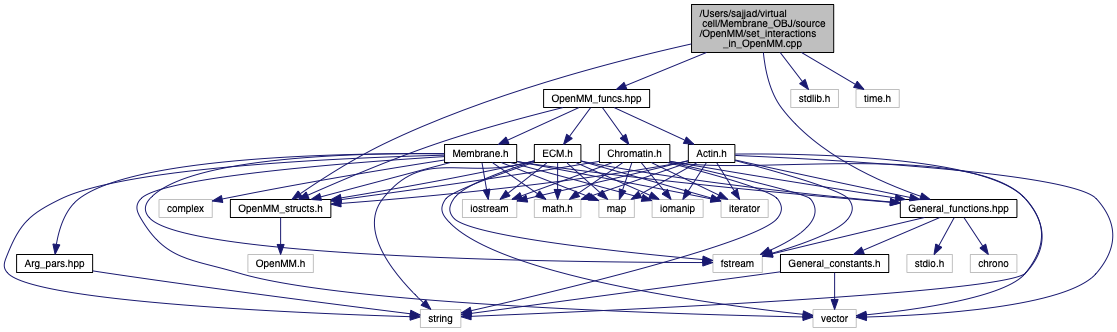 /Users/sajjad/virtual
cell/Membrane_OBJ/source
/OpenMM/set_interactions
_in_OpenMM.cpp
OpenMM_funcs.hpp
stdlib.h
time.h
Membrane.h
ECM.h
Chromatin.h
Actin.h
complex
OpenMM_structs.h
iostream
math.h
map
iomanip
iterator
General_functions.hpp
Arg_pars.hpp
OpenMM.h
fstream
General_constants.h
stdio.h
chrono
string
vector